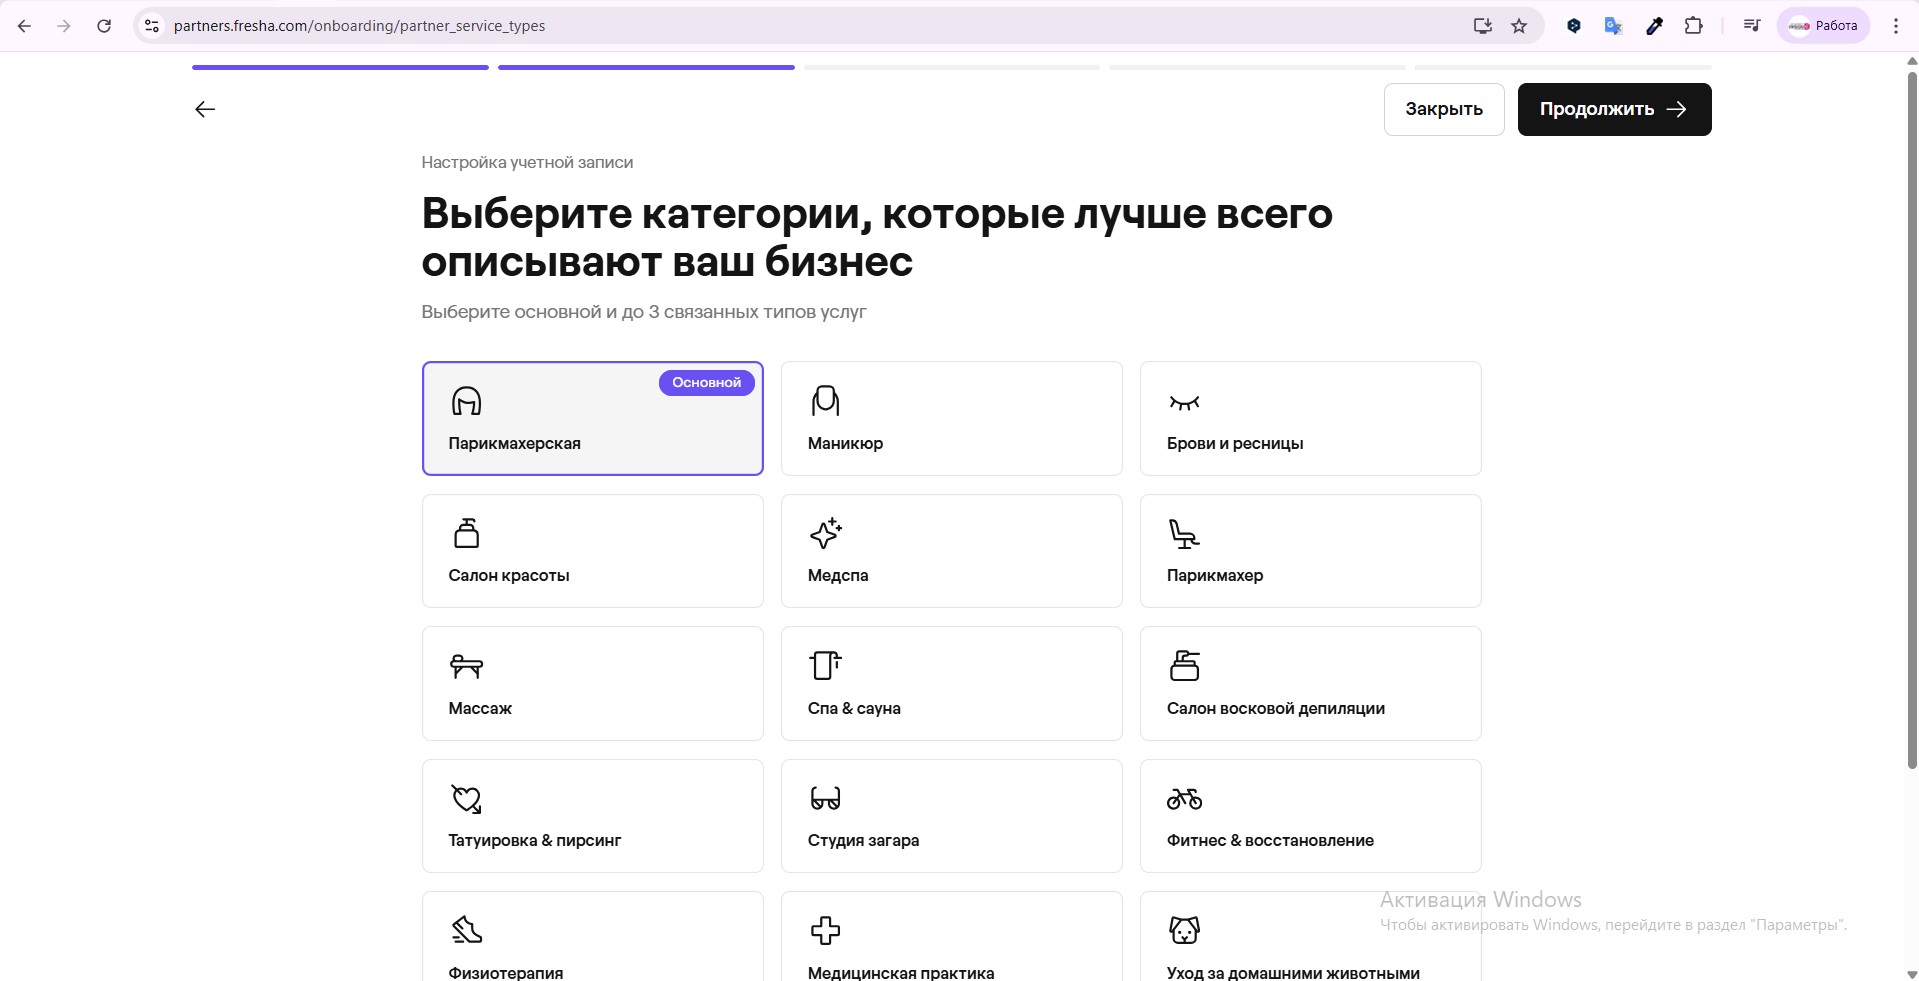 partners.fresha.com/onboarding/partner_service_types
Работа
Закрыть
Продолжить
Настройка учетной записи
Выберите категории, которые лучше всего
описывают ваш бизнес
Выберите основной и до 3 связанных типов услуг
Основной
Парикмахерская
Маникюр
Брови и ресницы
Салон красоты
Медспа
Парикмахер
Массаж
Спа & сауна
Салон восковой депиляции
Татуировка & пирсинг
Студия загара
Фитнес & восстановление
Физиотерапия
Медицинская практика
Уход за домашними животными
Активация Windows
Чтобы активировать Windows, перейдите в раздел "Параметры".